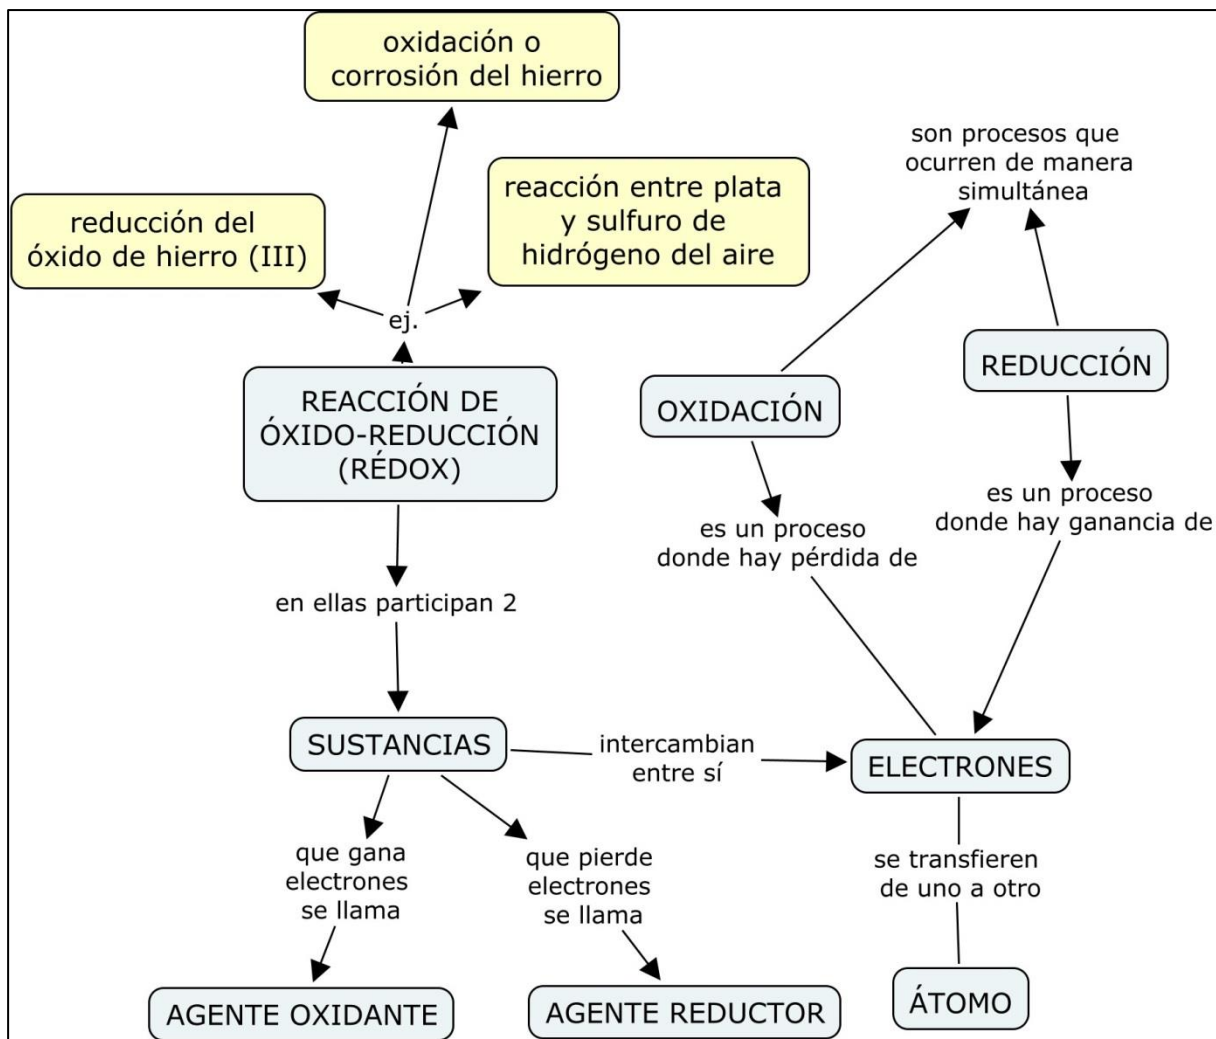 oxidación o
corrosión del hierro
son procesos que
ocurren de manera
simultánea
reacción entre plata
y sulfuro de
hidrógeno del aire
reducción del
óxido de hierro (III)
ej.
REACCIÓN DE
ÓXIDO-REDUCCIÓN
(RÉDOX)
OXIDACIÓN
REDUCCIÓN
es un proceso
donde hay pérdida de
es un proceso
donde hay ganancia de
en ellas participan 2
SUSTANCIAS
intercambian
entre sí
ELECTRONES
que gana
electrones
se llama
que pierde
electrones
se llama
se transfieren
de uno a otro
AGENTE OXIDANTE
AGENTE REDUCTOR
ÁTOMO